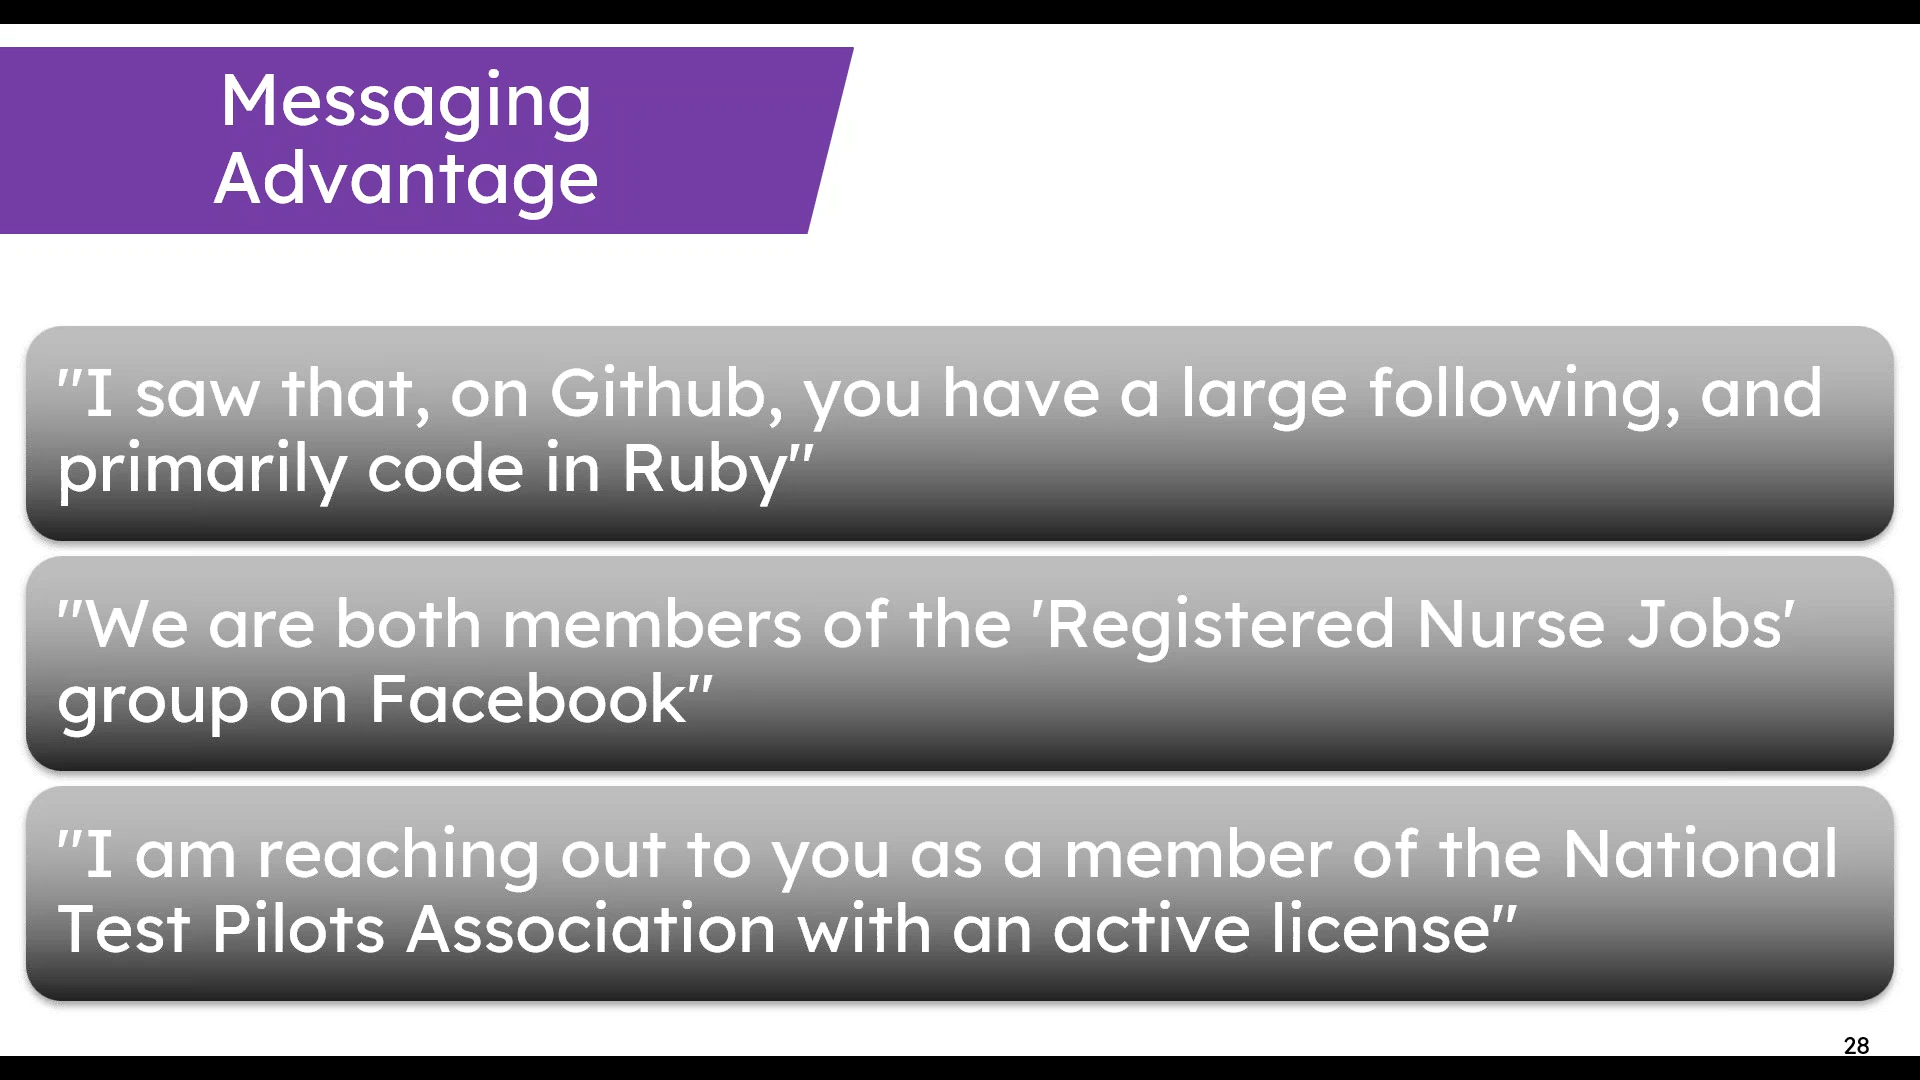 Messaging
Advantage
"I saw that, on Github, you have a large following, and
primarily code in Ruby"
"We are both members of the 'Registered Nurse Jobs'
group on Facebook"
"I am reaching out to you as a member of the National
Test Pilots Association with an active license"
28